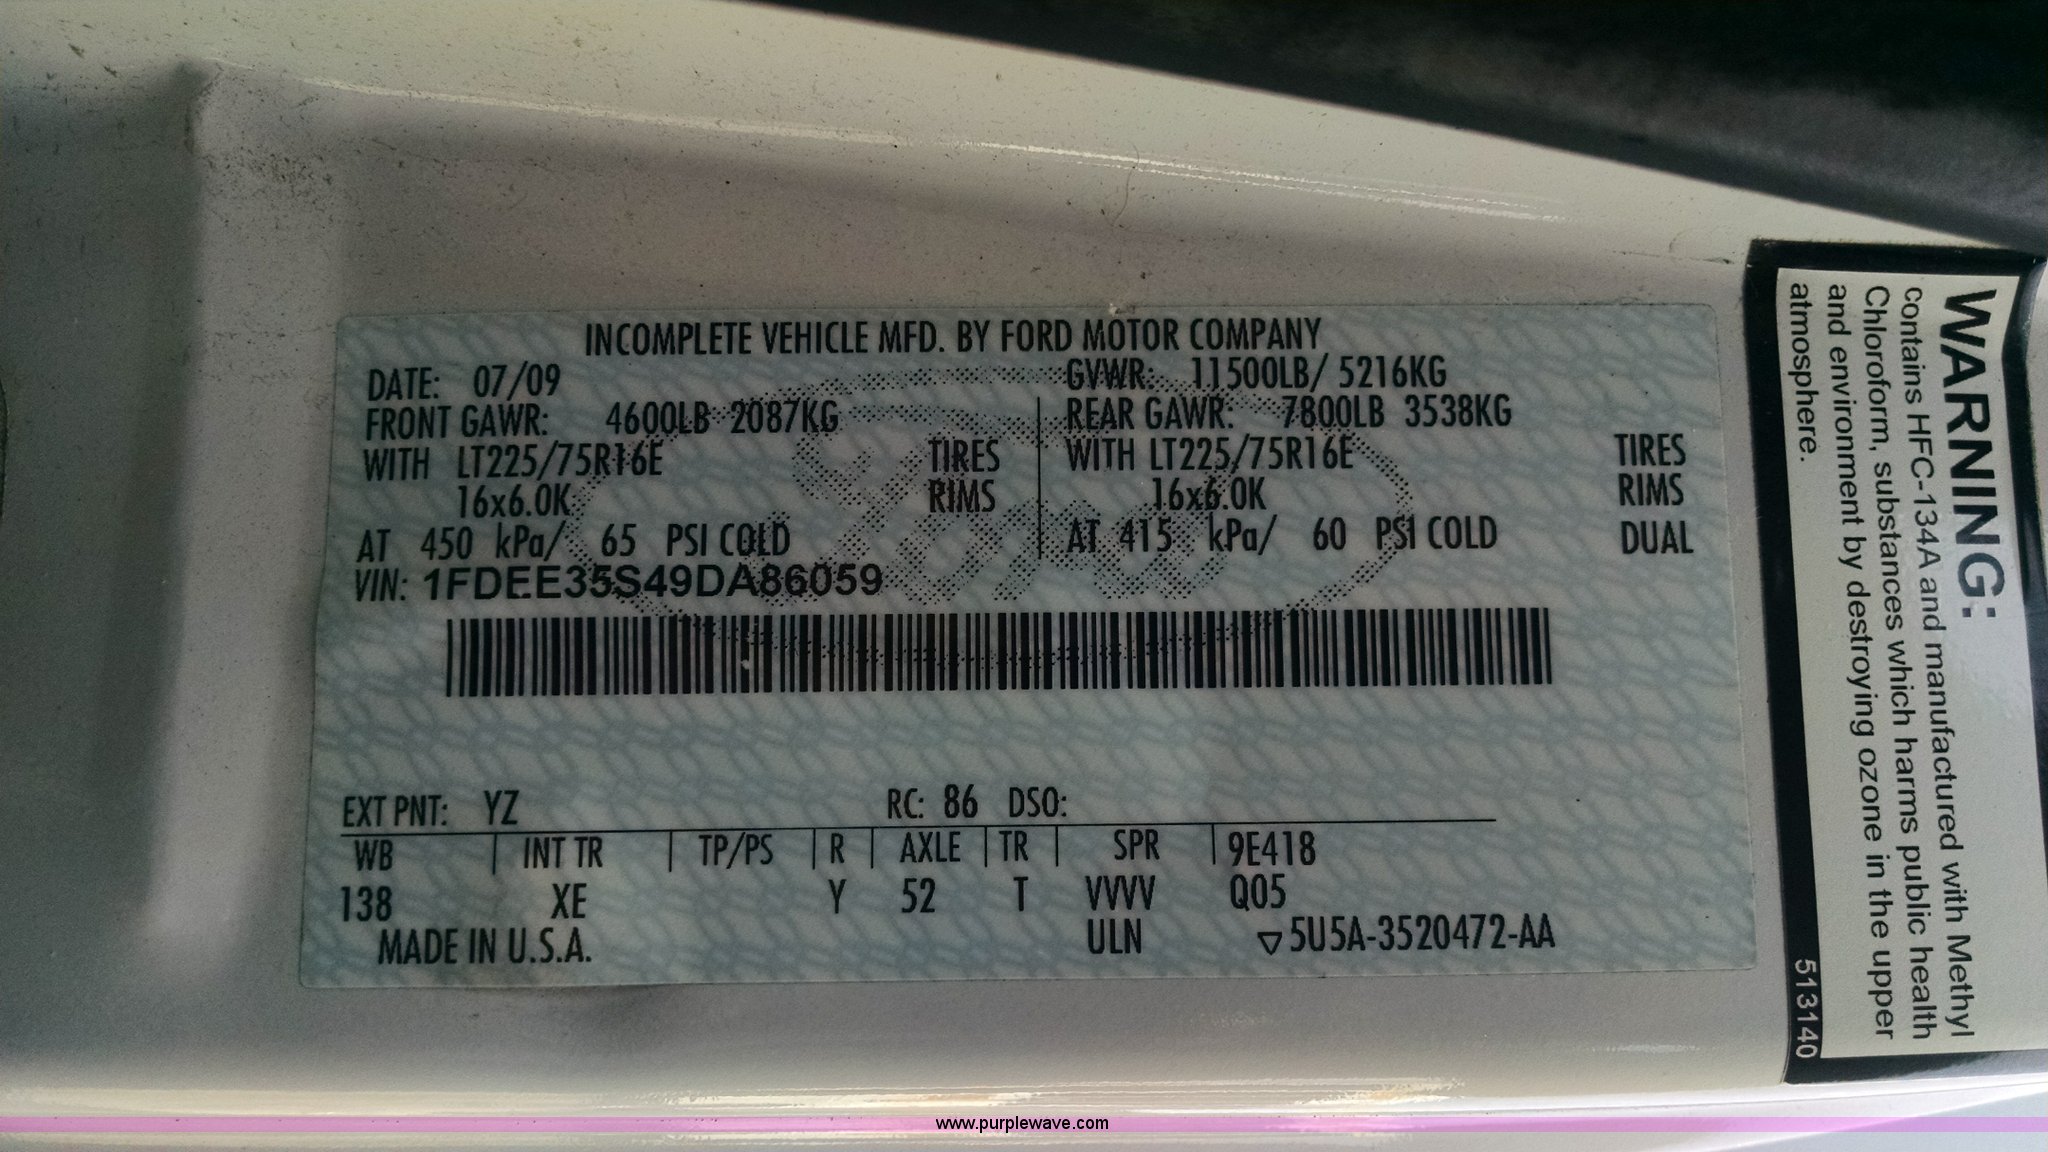 INCOMPLETE VEHICLE MFD. BY FORD MOTOR COMPANY
DATE: 07/09 GVWR: 11500LB/ 5216KG
FRONT GAWR: 4600LB 2087KG REAR GAWR: 7800LB 3538KG
WITH LT225/75R16E TIRES WITH LT225/75R16E TIRES
16x6.0K RIMS 16x6.0K RIMS
AT 450 kPa/ 65 PSI COLD AT 415 kPa/ 60 PSI COLD DUAL
VIN: 1FDEE35S49DA86059
Ford
EXT PNT: YZ RC: 86 DSO:
WB | INT TR | TP/PS | R | AXLE | TR | SPR | 9E418
138 XE Y 52 T VVVV Q05
MADE IN U.S.A. ULN ▽5U5A-3520472-AA
WARNING:
contains HFC-134A and manufactured with Methyl
Chloroform, substances which harms public health
and environment by destroying ozone in the upper
atmosphere.
513140
www.purplewave.com